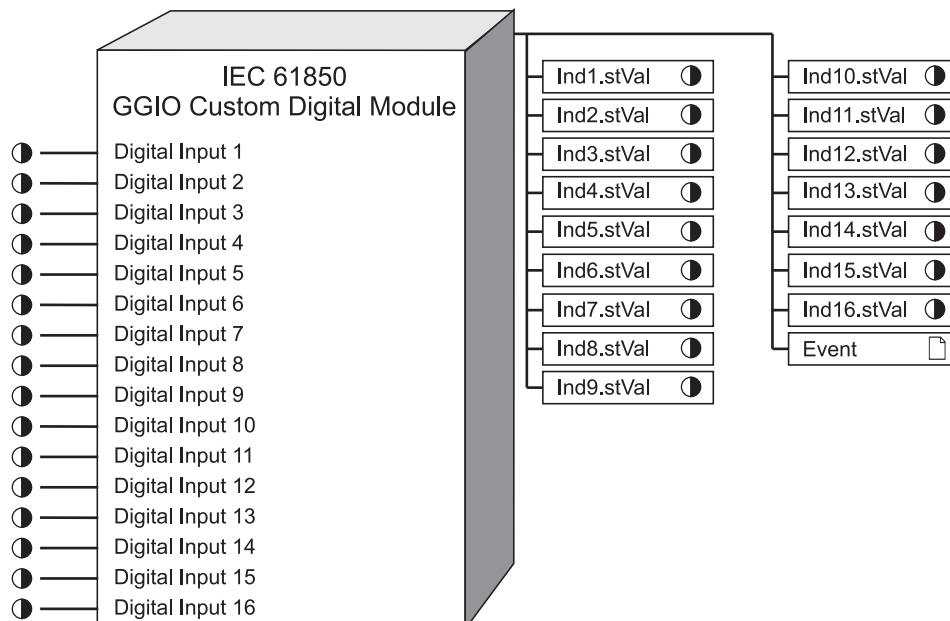 IEC 61850
GGIO Custom Digital Module
Digital Input 1
Digital Input 2
Digital Input 3
Digital Input 4
Digital Input 5
Digital Input 6
Digital Input 7
Digital Input 8
Digital Input 9
Digital Input 10
Digital Input 11
Digital Input 12
Digital Input 13
Digital Input 14
Digital Input 15
Digital Input 16
Ind1.stVal
Ind2.stVal
Ind3.stVal
Ind4.stVal
Ind5.stVal
Ind6.stVal
Ind7.stVal
Ind8.stVal
Ind9.stVal
Ind10.stVal
Ind11.stVal
Ind12.stVal
Ind13.stVal
Ind14.stVal
Ind15.stVal
Ind16.stVal
Event